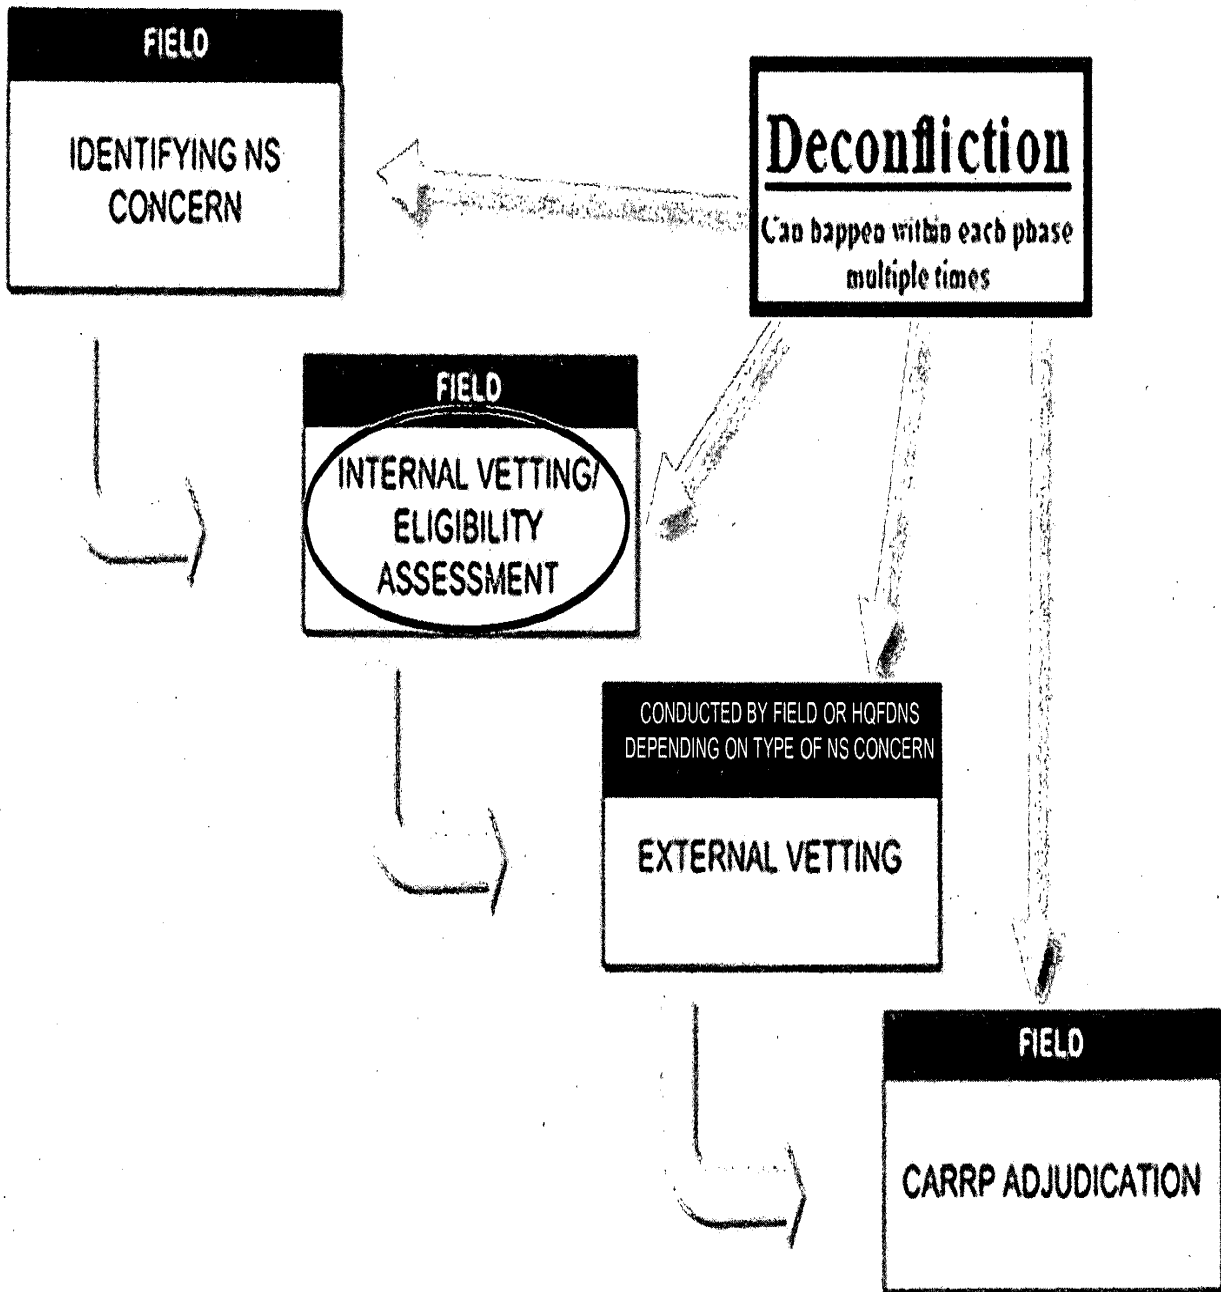 FIELD
IDENTIFYING NS
CONCERN
Deconfliction
Can happen within each phase
multiple times
FIELD
INTERNAL VETTING/
ELIGIBILITY
ASSESSMENT
CONDUCTED BY FIELD OR HQFDNS
DEPENDING ON TYPE OF NS CONCERN
EXTERNAL VETTING
FIELD
CARRP ADJUDICATION